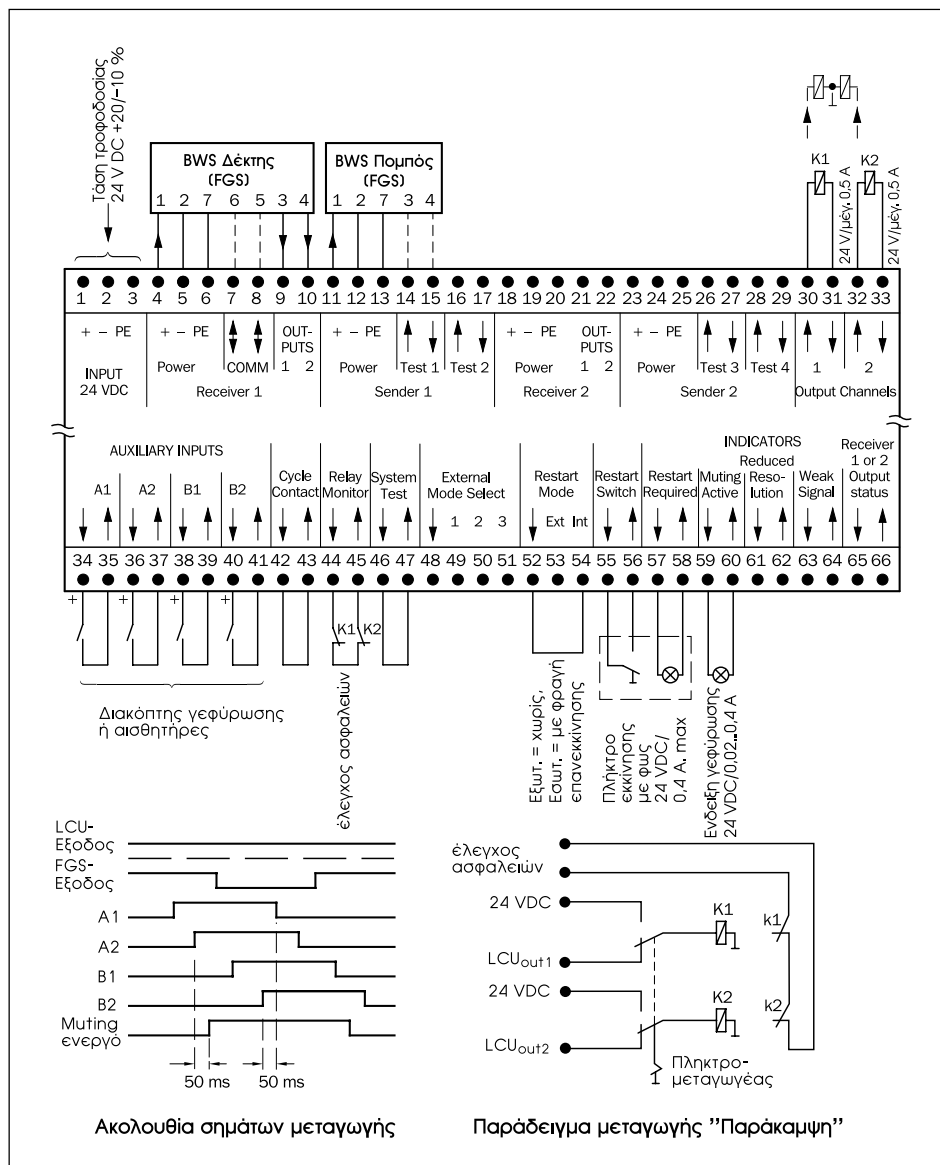 Τάση τροφοδοσίας
24 V DC +20/–10 %
BWS Δέκτης
(FGS)
1 2 7 6 5 3 4
BWS Πομπός
(FGS)
1 2 7 3 4
K1
K2
24 V/μέγ. 0,5 A
24 V/μέγ. 0,5 A
1 2 3 4 5 6 7 8 9 10 11 12 13 14 15 16 17 18 19 20 21 22 23 24 25 26 27 28 29 30 31 32 33
+ – PE
INPUT
24 VDC
+ – PE
Power
COMM
OUT-
PUTS
1 2
Receiver 1
+ – PE
Power
Test 1
Test 2
Sender 1
+ – PE
Power
OUT-
PUTS
1 2
Receiver 2
+ – PE
Power
Test 3
Test 4
Sender 2
1 2
Output Channels
AUXILIARY INPUTS
A1 A2 B1 B2
Cycle
Contact
Relay
Monitor
System
Test
External
Mode Select
1 2 3
Restart
Mode
Ext Int
Restart
Switch
INDICATORS
Restart
Required
Muting
Active
Reduced
Reso-
lution
Weak
Signal
Receiver
1 or 2
Output
status
34 35 36 37 38 39 40 41 42 43 44 45 46 47 48 49 50 51 52 53 54 55 56 57 58 59 60 61 62 63 64 65 66
+ + + +
K1 K2
Διακόπτης γεφύρωσης
ή αισθητήρες
έλεγχος ασφαλειών
Εξωτ. = χωρίς,
Εσωτ. = με φραγή
επανεκκίνησης
Πλήκτρο
εκκίνησης
με φως
24 VDC/
0,4 A. max
Ενδειξη γεφύρωσης
24 VDC/0,02..0,4 A
LCU-
Εξοδος
FGS-
Εξοδος
A1
A2
B1
B2
Muting
ενεργό
50 ms 50 ms
Ακολουθία σημάτων μεταγωγής
έλεγχος
ασφαλειών
24 VDC
K1
k1
LCUout1
24 VDC
K2
k2
LCUout2
Πληκτρο-
μεταγωγέας
Παράδειγμα μεταγωγής "Παράκαμψη"